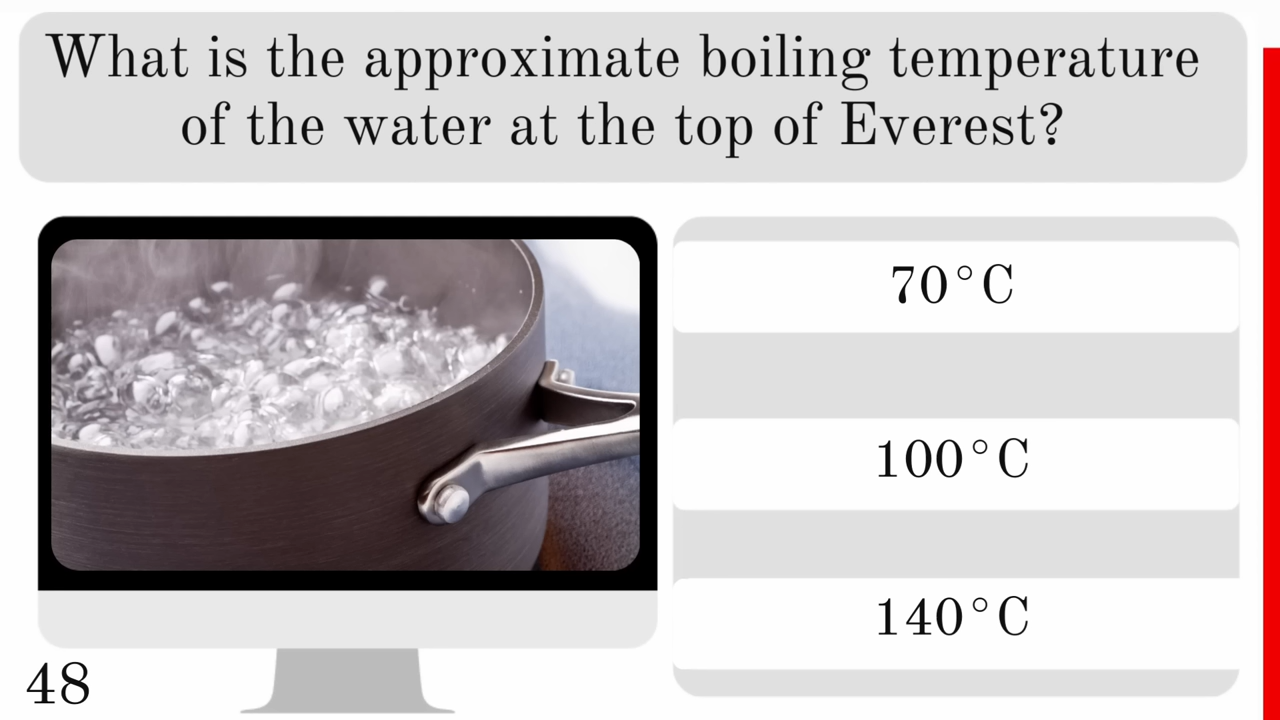 What is the approximate boiling temperature
of the water at the top of Everest?
70°C
100°C
140°C
48